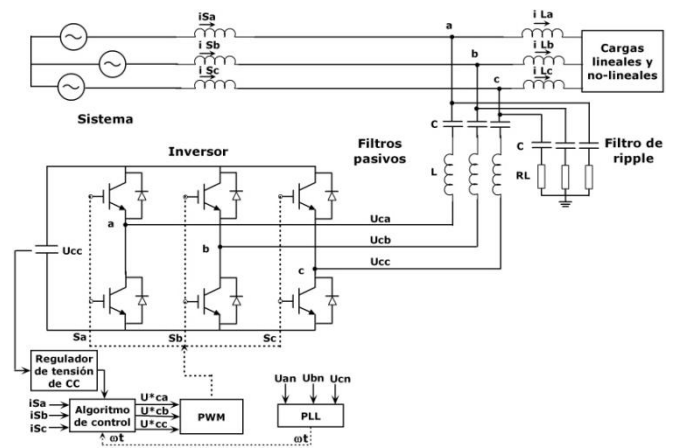 iSa
i Sb
i Sc
a
b
c
i La
i Lb
i Lc
Cargas
lineales y
no-lineales
Sistema
Inversor
Filtros
pasivos
C
L
C
RL
Filtro de
ripple
a
b
c
Ucc
Uca
Ucb
Ucc
Sa
Sb
Sc
Regulador
de tensión
de CC
iSa
iSb
iSc
Algoritmo
de control
U*ca
U*cb
U*cc
PWM
Uan
Ubn
Ucn
PLL
ωt
ωt